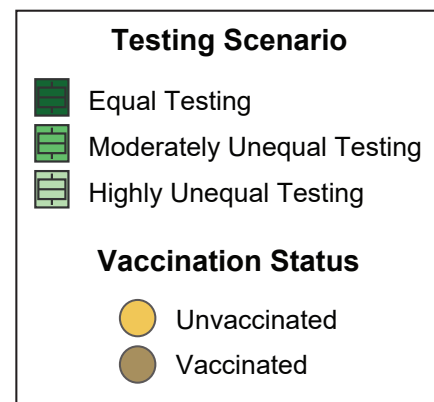 Testing Scenario
Equal Testing
Moderately Unequal Testing
Highly Unequal Testing
Vaccination Status
Unvaccinated
Vaccinated